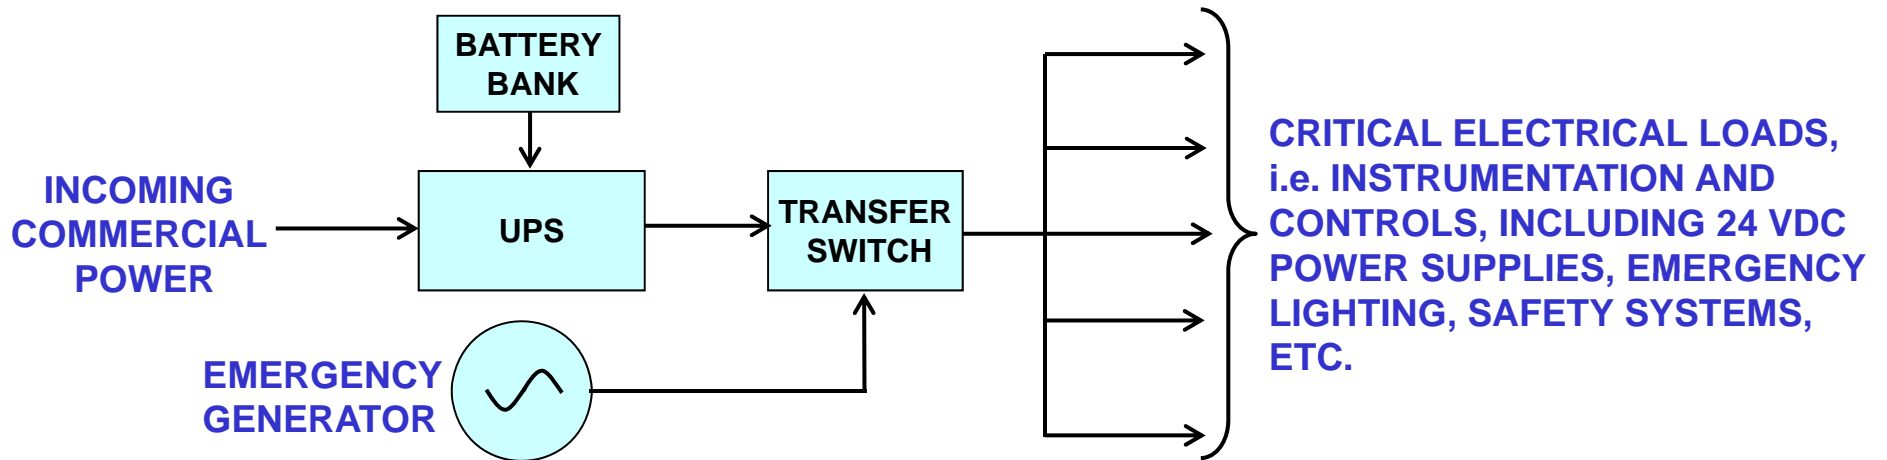 BATTERY
BANK
INCOMING
COMMERCIAL
POWER
UPS
TRANSFER
SWITCH
EMERGENCY
GENERATOR
CRITICAL ELECTRICAL LOADS,
i.e. INSTRUMENTATION AND
CONTROLS, INCLUDING 24 VDC
POWER SUPPLIES, EMERGENCY
LIGHTING, SAFETY SYSTEMS,
ETC.